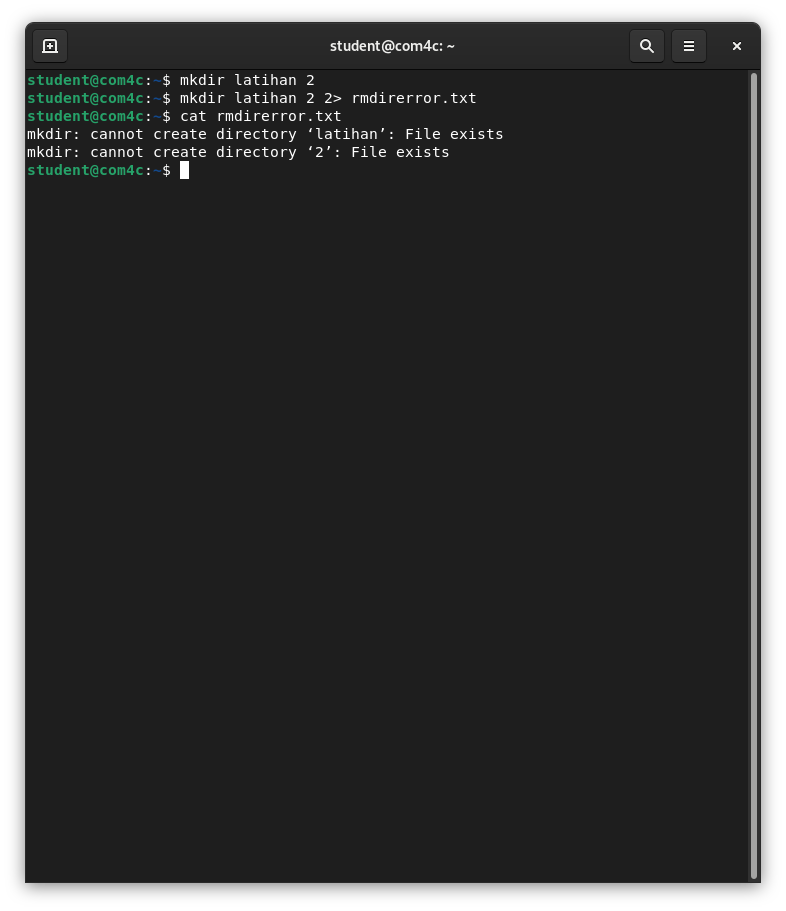 student@com4c: ~
student@com4c:~$ mkdir latihan 2
student@com4c:~$ mkdir latihan 2 2> rmdirerror.txt
student@com4c:~$ cat rmdirerror.txt
mkdir: cannot create directory ‘latihan’: File exists
mkdir: cannot create directory ‘2’: File exists
student@com4c:~$